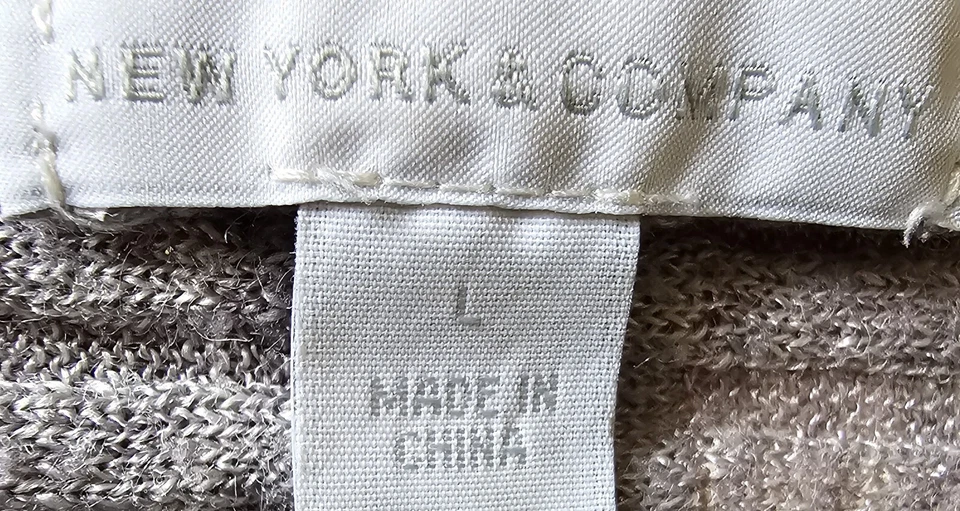 NEW YORK & COMPANY
L
MADE IN
CHINA